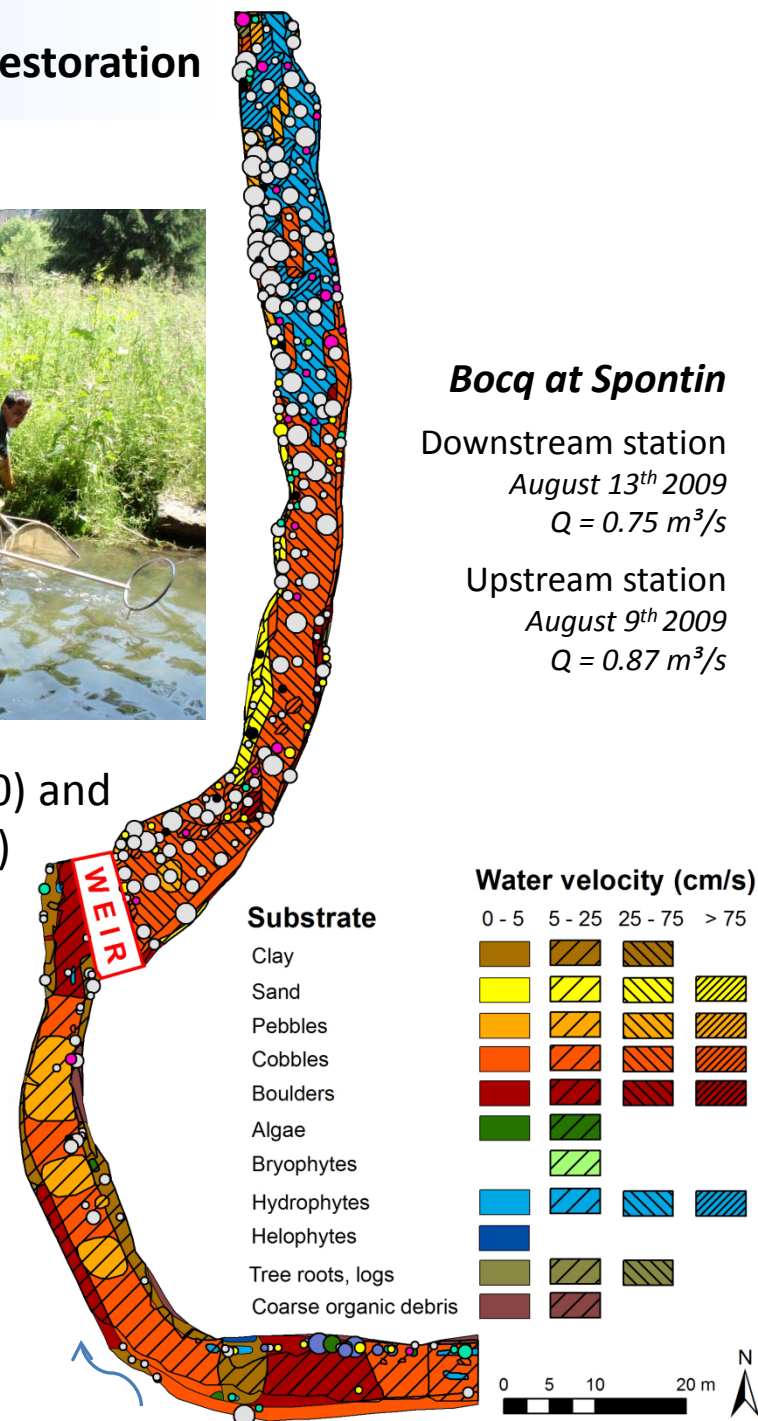 estoration
Bocq at Spontin
Downstream station
August 13th 2009
Q = 0.75 m³/s
Upstream station
August 9th 2009
Q = 0.87 m³/s
0) and
)
WEIR
Water velocity (cm/s)
Substrate 0 - 5 5 - 25 25 - 75 > 75
Clay
Sand
Pebbles
Cobbles
Boulders
Algae
Bryophytes
Hydrophytes
Helophytes
Tree roots, logs
Coarse organic debris
N
0 5 10 20 m